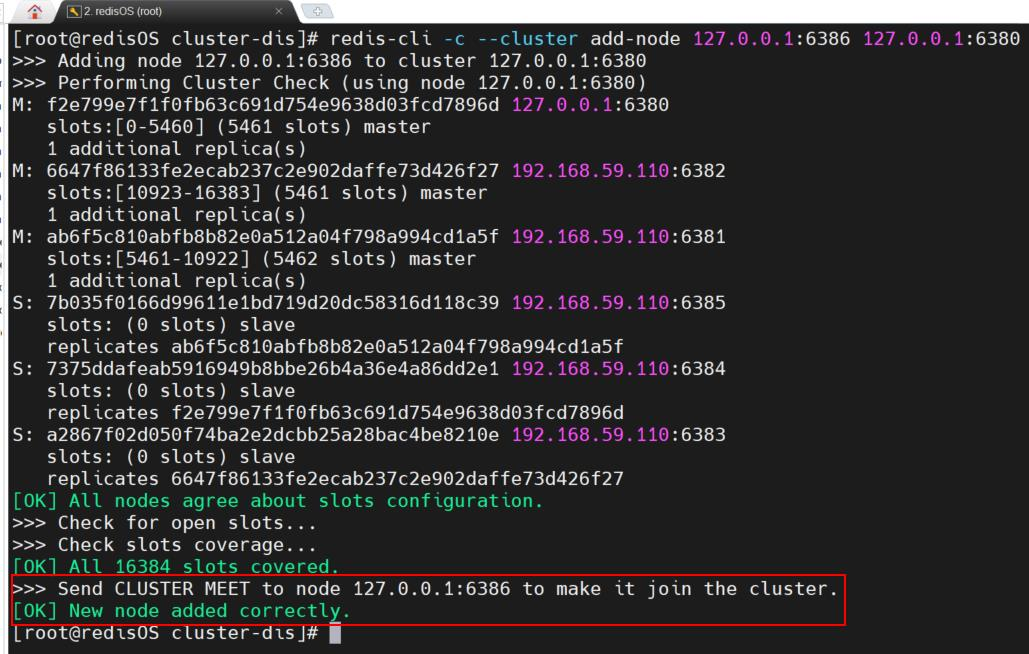 2. redisOS (root)
[root@redisOS cluster-dis]# redis-cli -c --cluster add-node 127.0.0.1:6386 127.0.0.1:6380
>>> Adding node 127.0.0.1:6386 to cluster 127.0.0.1:6380
>>> Performing Cluster Check (using node 127.0.0.1:6380)
M: f2e799e7f1f0fb63c691d754e9638d03fcd7896d 127.0.0.1:6380
   slots:[0-5460] (5461 slots) master
   1 additional replica(s)
M: 6647f86133fe2ecab237c2e902daffe73d426f27 192.168.59.110:6382
   slots:[10923-16383] (5461 slots) master
   1 additional replica(s)
M: ab6f5c810abfb8b82e0a512a04f798a994cd1a5f 192.168.59.110:6381
   slots:[5461-10922] (5462 slots) master
   1 additional replica(s)
S: 7b035f0166d99611e1bd719d20dc58316d118c39 192.168.59.110:6385
   slots: (0 slots) slave
   replicates ab6f5c810abfb8b82e0a512a04f798a994cd1a5f
S: 7375ddafeab5916949b8bbe26b4a36e4a86dd2e1 192.168.59.110:6384
   slots: (0 slots) slave
   replicates f2e799e7f1f0fb63c691d754e9638d03fcd7896d
S: a2867f02d050f74ba2e2dcbb25a28bac4be8210e 192.168.59.110:6383
   slots: (0 slots) slave
   replicates 6647f86133fe2ecab237c2e902daffe73d426f27
[OK] All nodes agree about slots configuration.
>>> Check for open slots...
>>> Check slots coverage...
[OK] All 16384 slots covered.
>>> Send CLUSTER MEET to node 127.0.0.1:6386 to make it join the cluster.
[OK] New node added correctly.
[root@redisOS cluster-dis]#